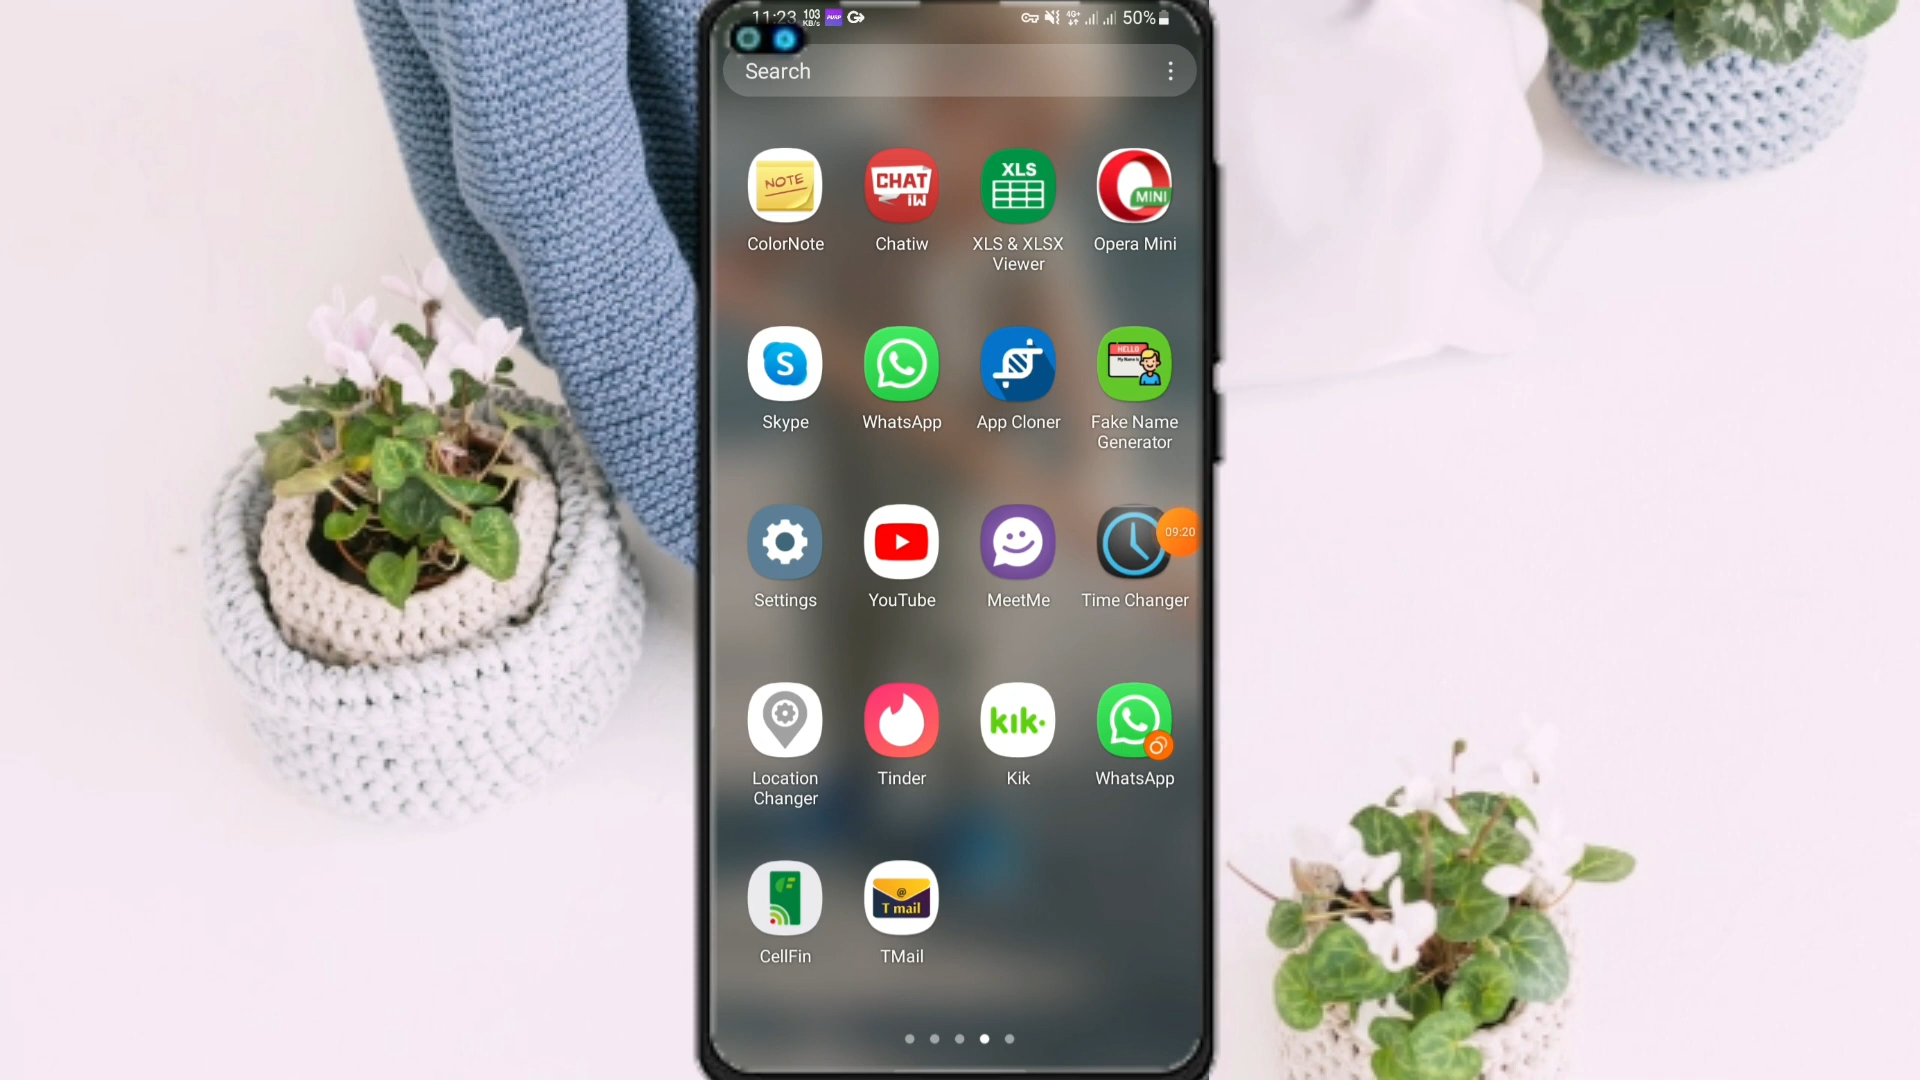 11:23 103 KB/s 4G+ 50%
Search
NOTE CHAT IW XLS MINI
ColorNote Chatiw XLS & XLSX Viewer Opera Mini
S HELLO My Name is
Skype WhatsApp App Cloner Fake Name Generator
09:20
Settings YouTube MeetMe Time Changer
kik.
Location Changer Tinder Kik WhatsApp
F @ T mail
CellFin TMail